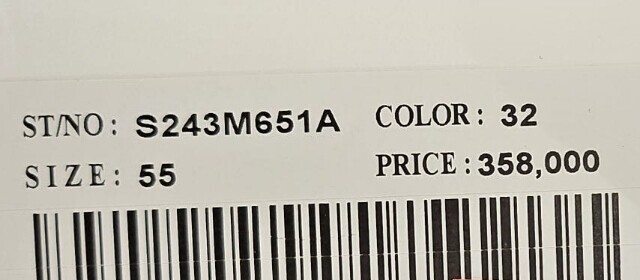 ST/NO: S243M651A COLOR: 32
SIZE: 55 PRICE: 358,000